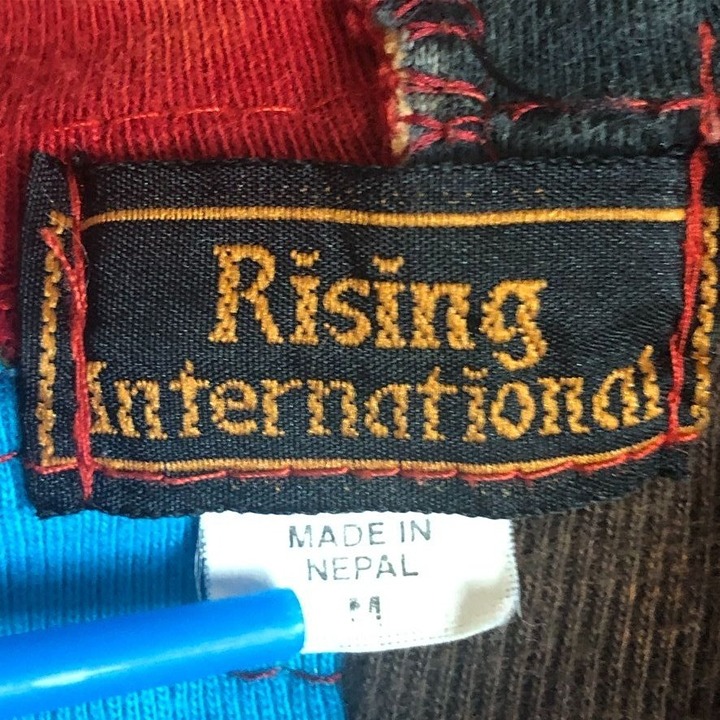 Rising
International
MADE IN
NEPAL
M